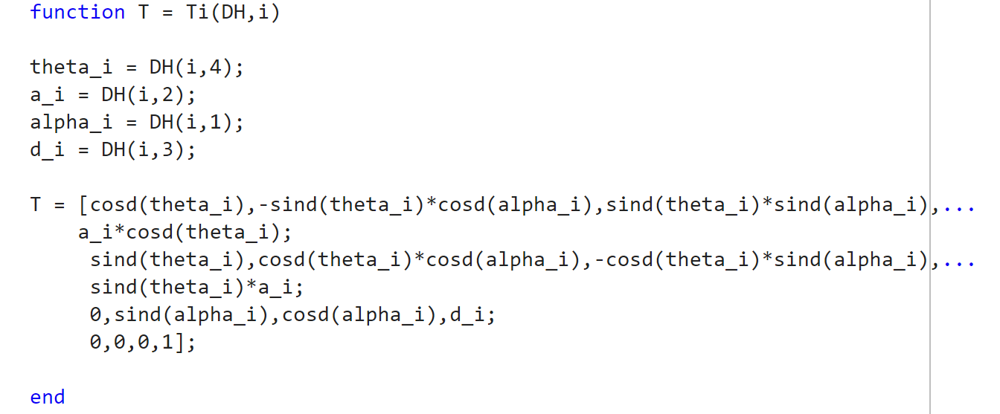 function T = Ti(DH,i)
theta_i = DH(i,4);
a_i = DH(i,2);
alpha_i = DH(i,1);
d_i = DH(i,3);
T = [cosd(theta_i),-sind(theta_i)*cosd(alpha_i),sind(theta_i)*sind(alpha_i),...
a_i*cosd(theta_i);
sind(theta_i),cosd(theta_i)*cosd(alpha_i),-cosd(theta_i)*sind(alpha_i),...
sind(theta_i)*a_i;
0,sind(alpha_i),cosd(alpha_i),d_i;
0,0,0,1];
end